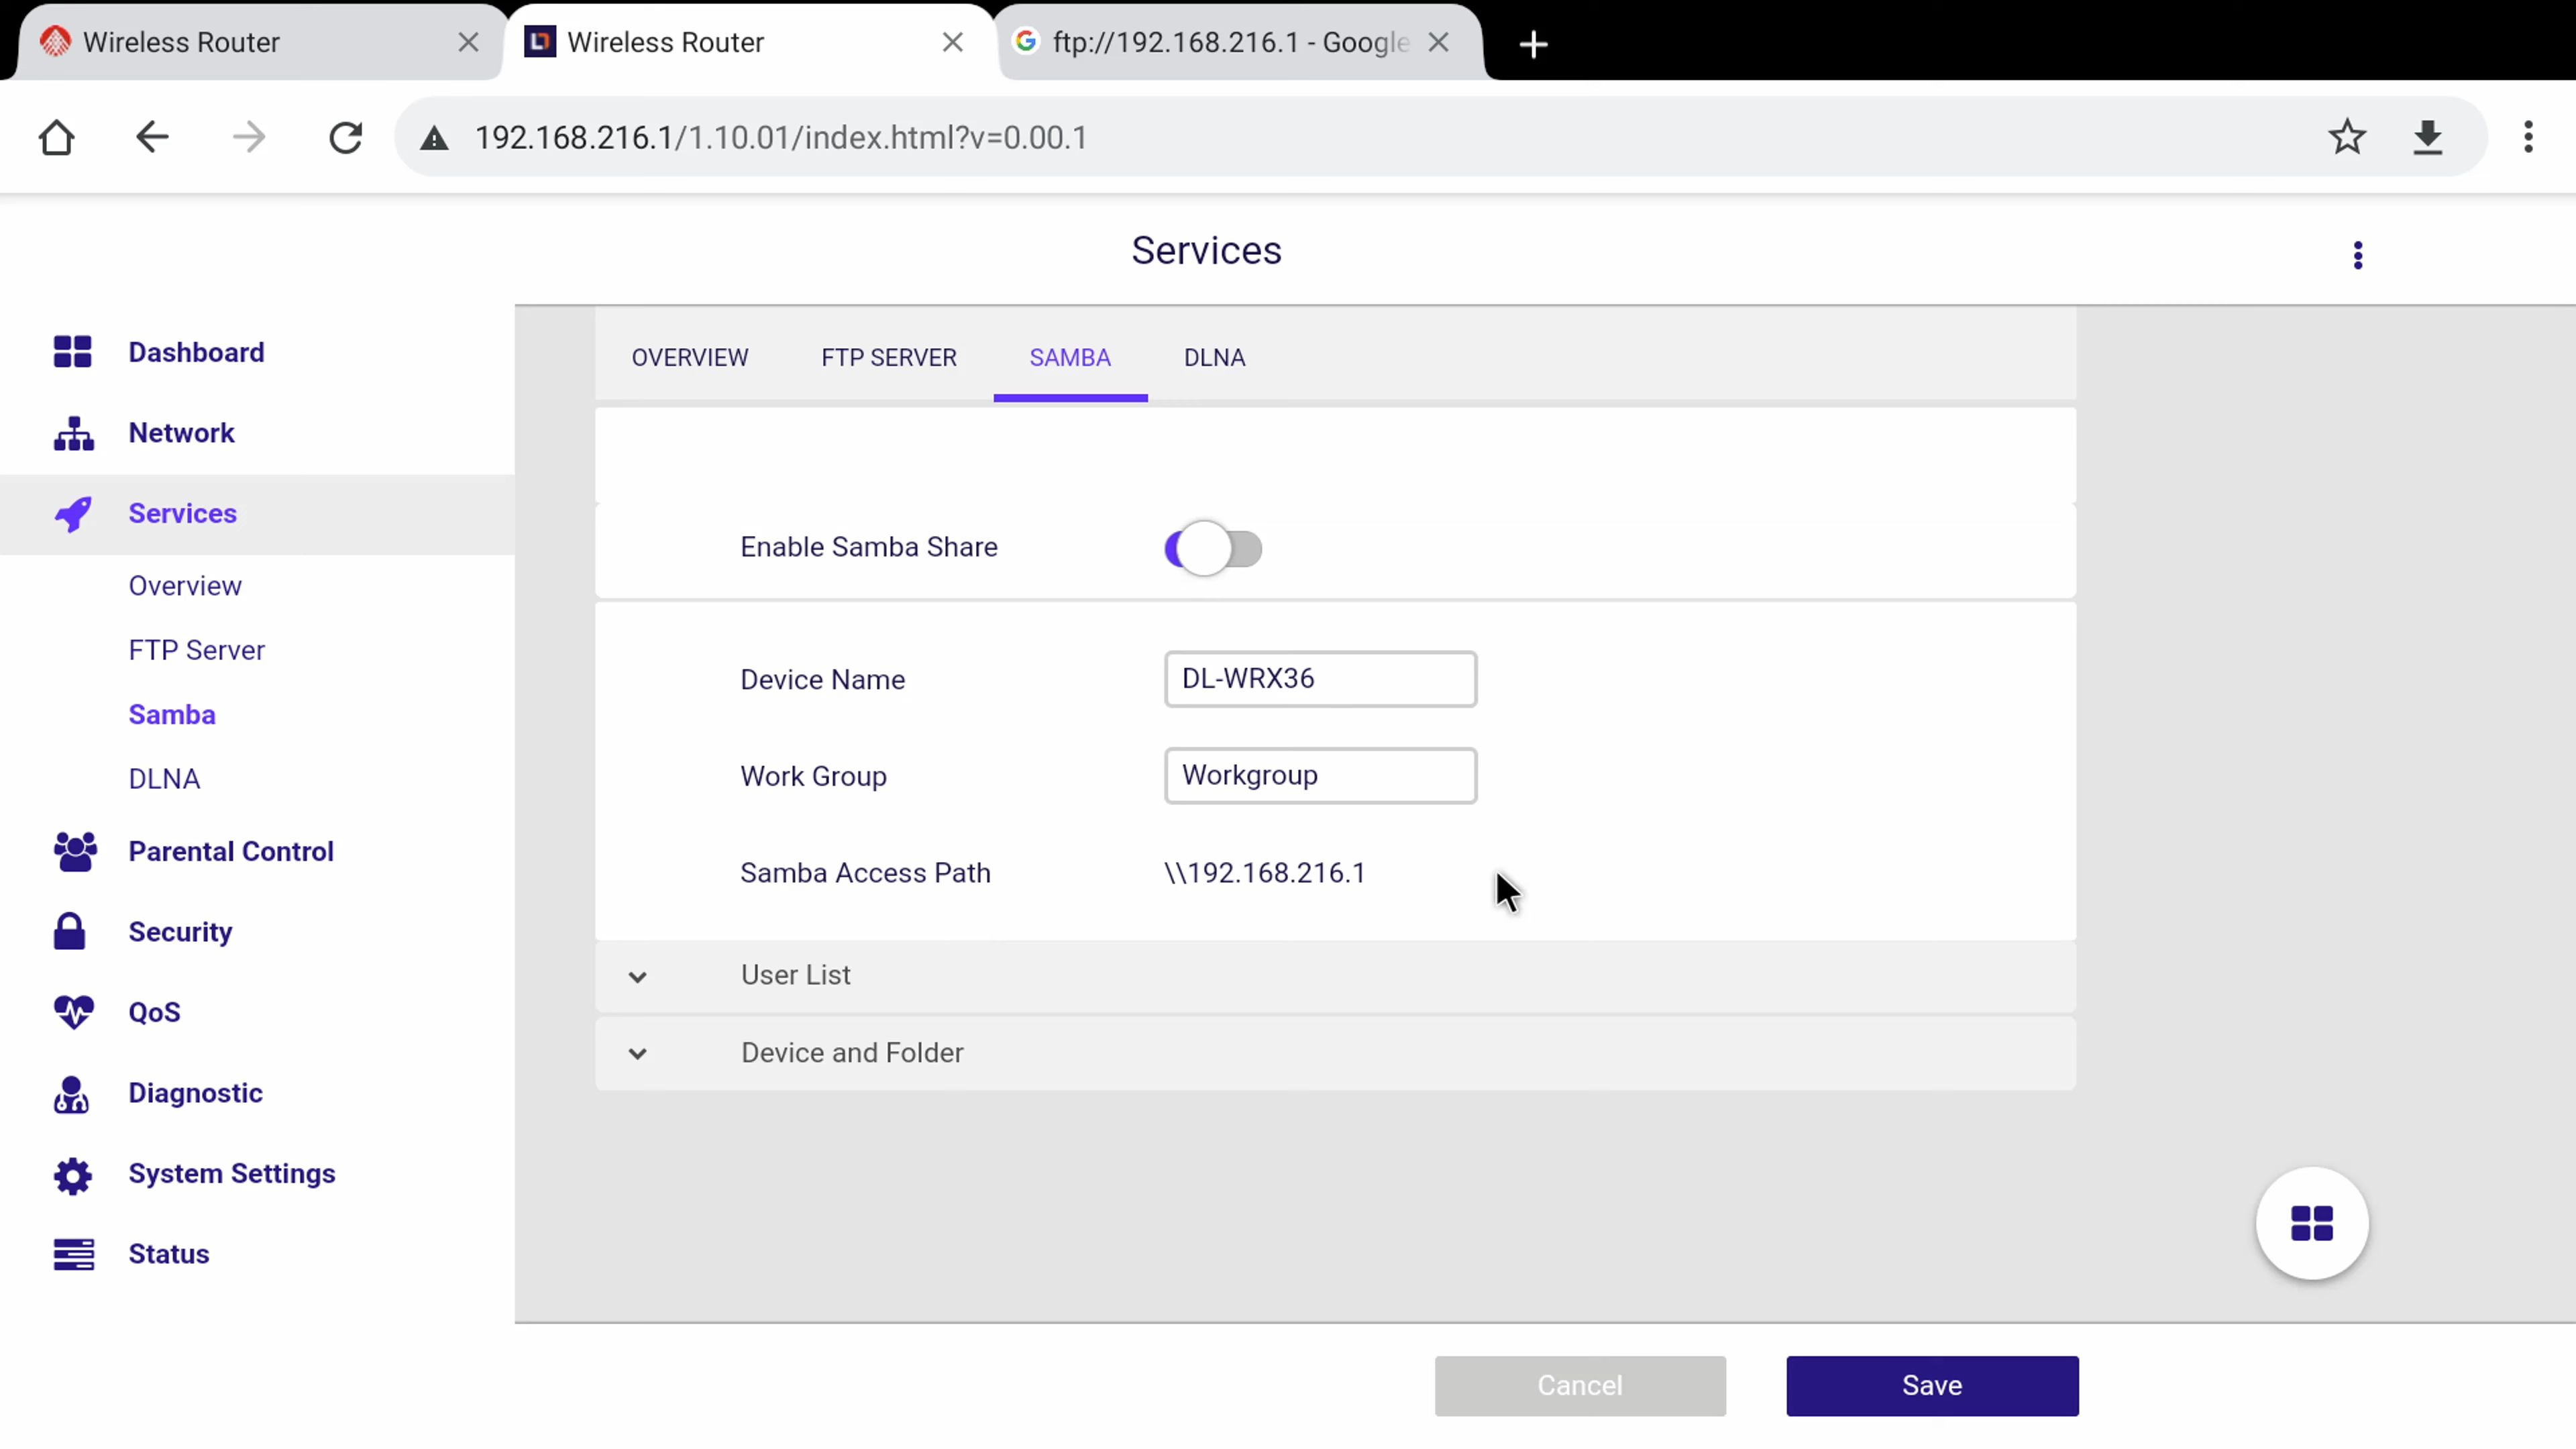 Wireless Router
Wireless Router
ftp://192.168.216.1 - Google
192.168.216.1/1.10.01/index.html?v=0.00.1
Services
Dashboard
Network
Services
Overview
FTP Server
Samba
DLNA
Parental Control
Security
QoS
Diagnostic
System Settings
Status
OVERVIEW FTP SERVER SAMBA DLNA
Enable Samba Share
Device Name DL-WRX36
Work Group Workgroup
Samba Access Path \\192.168.216.1
User List
Device and Folder
Cancel Save